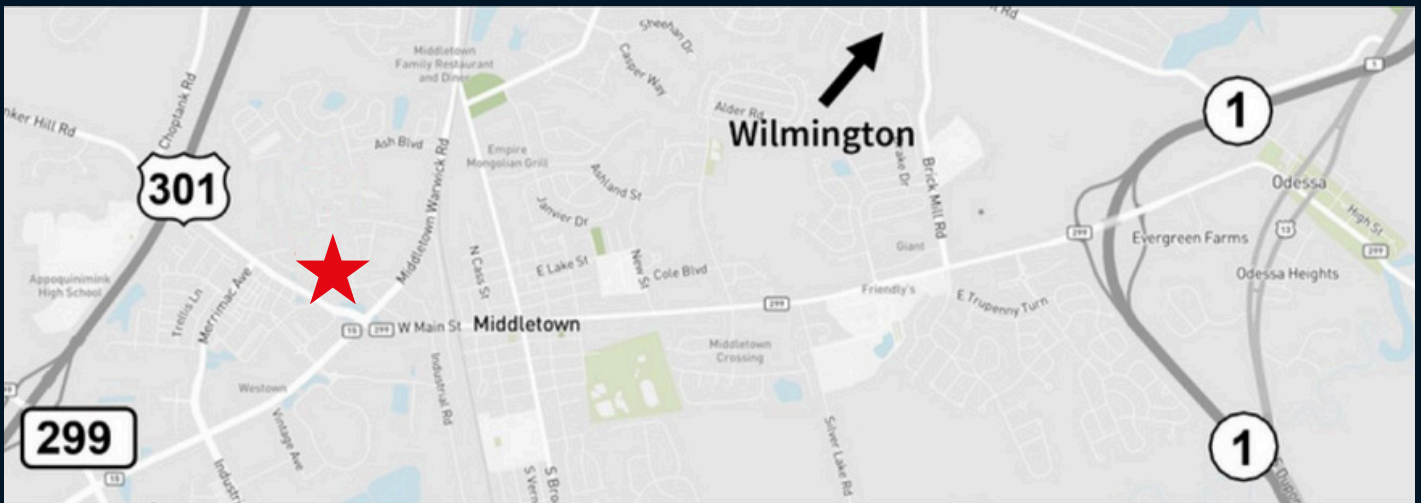 Sheehan Dr
Choptank Rd
Middletown
Family Restaurant
and Diner
Casper Way
Wilmington
1
Alder Rd
Ash Blvd
Empire
Mongolian Grill
Middletown Warwick Rd
Brick Mill Rd
301
Ashland St
Janvier Dr
Odessa
High St
299
13
299
Evergreen Farms
Odessa Heights
Giant
Friendly's
E Trupenny Turn
299
N Cass St
E Lake St
New St
Cole Blvd
Appoquinimink
High School
Trellis Ln
Merrimac Ave
15
299
W Main St
Middletown
Middletown
Crossing
Industrial Rd
Westown
Vintage Ave
299
15
Silver Lake Rd
1
1